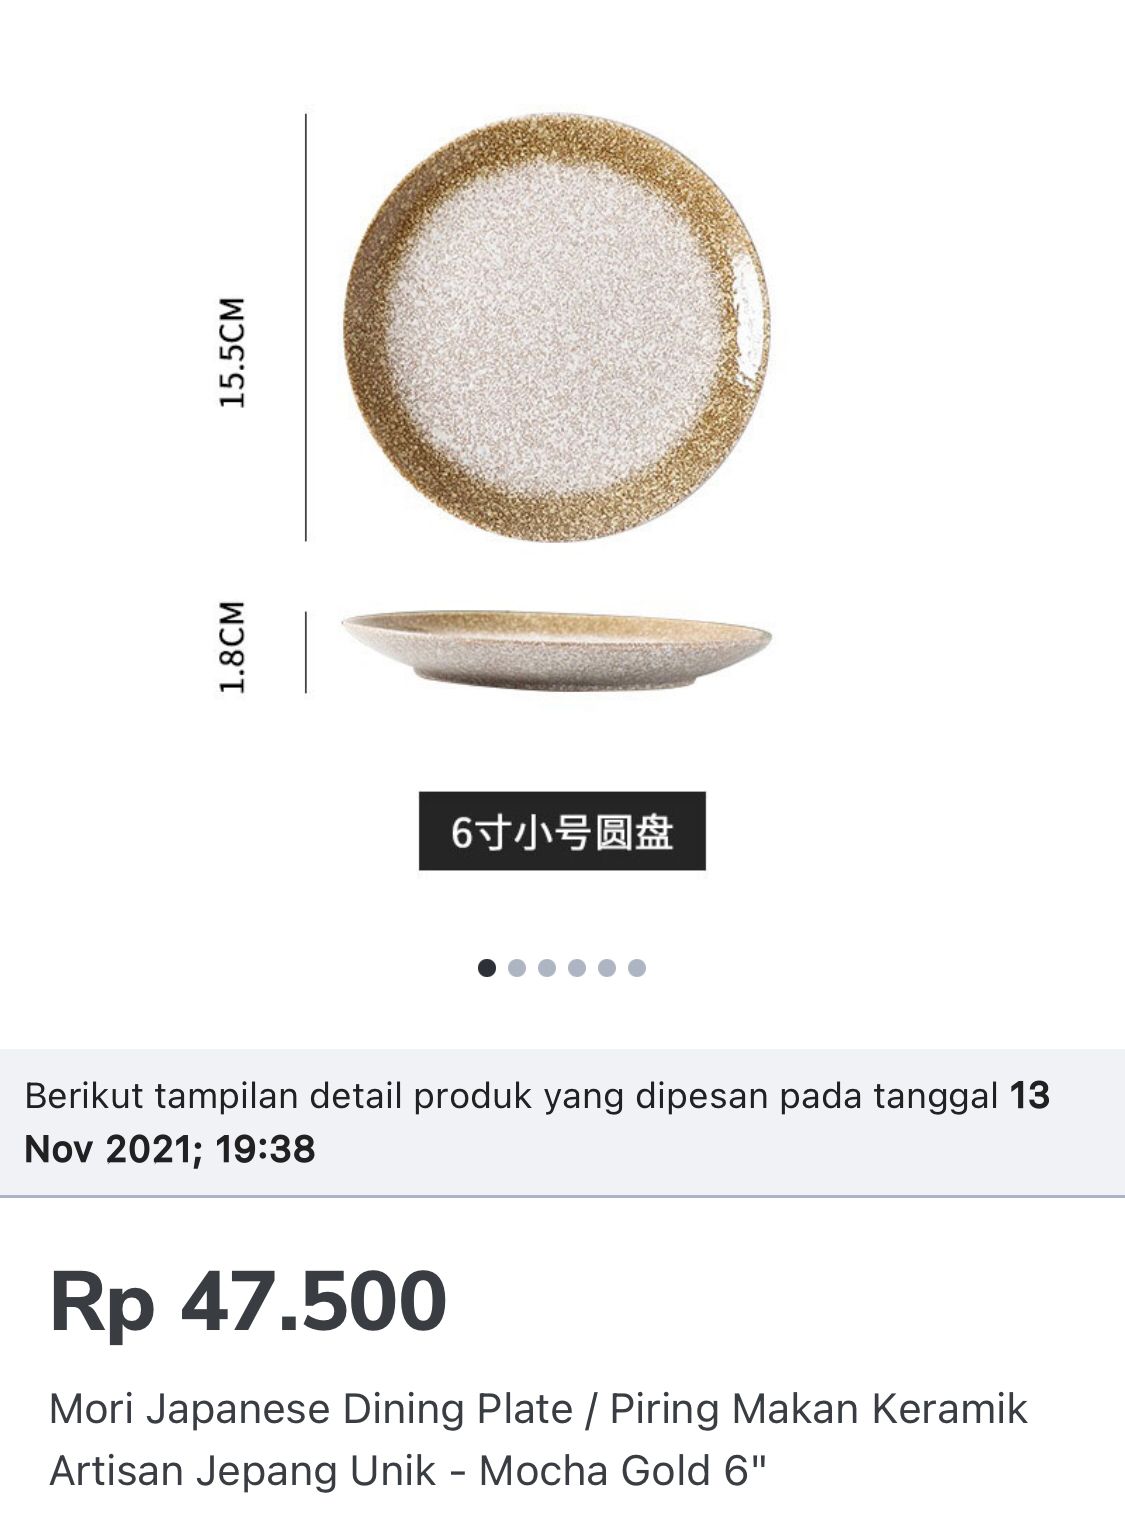 15.5CM
1.8CM
6寸小号圆盘
Berikut tampilan detail produk yang dipesan pada tanggal 13
Nov 2021; 19:38
Rp 47.500
Mori Japanese Dining Plate / Piring Makan Keramik
Artisan Jepang Unik - Mocha Gold 6"